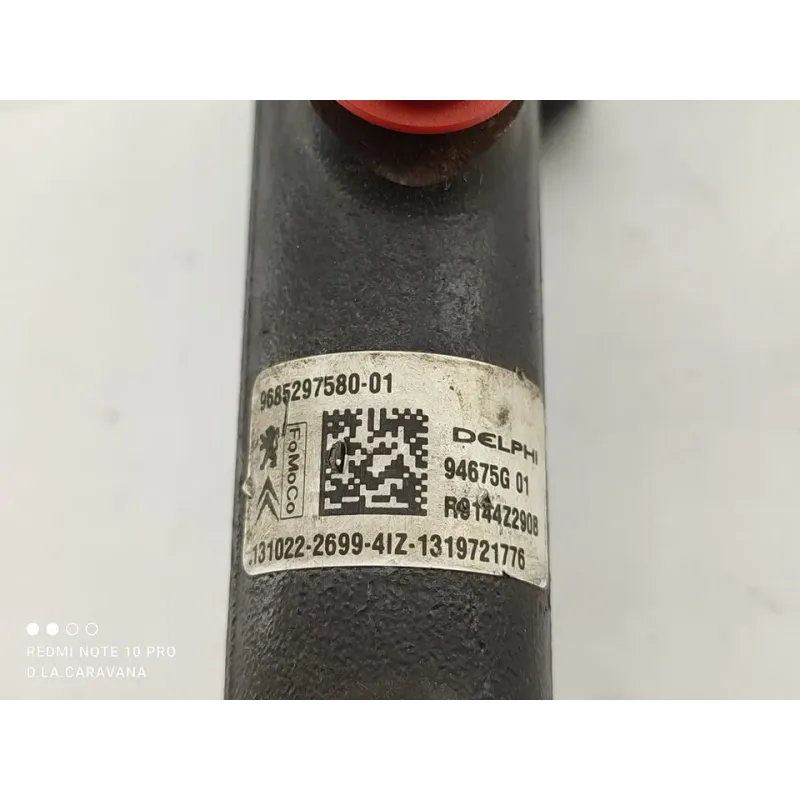 9685297580-01
FoMoCo
DELPHI
94675G 01
R9144Z290B
131022-2699-4IZ-1319721776
REDMI NOTE 10 PRO
D.LA.CARAVANA